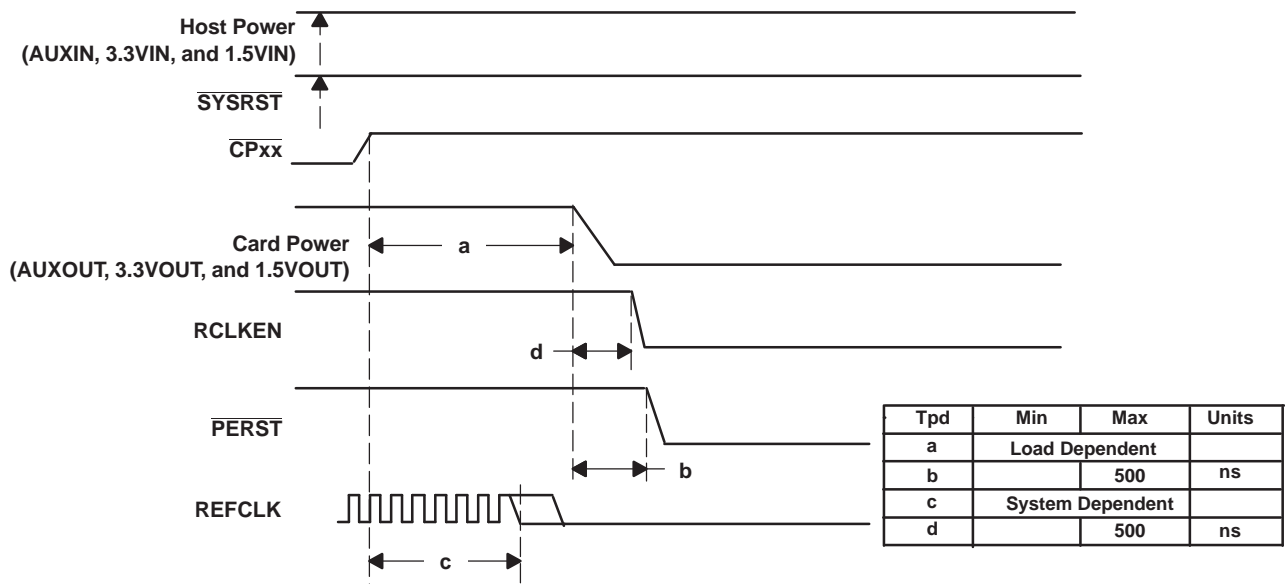 Host Power
(AUXIN, 3.3VIN, and 1.5VIN)
SYSRST
CPxx
Card Power
(AUXOUT, 3.3VOUT, and 1.5VOUT)
a
RCLKEN
d
PERST
b
REFCLK
c
Tpd Min Max Units
a Load Dependent
b 500 ns
c System Dependent
d 500 ns